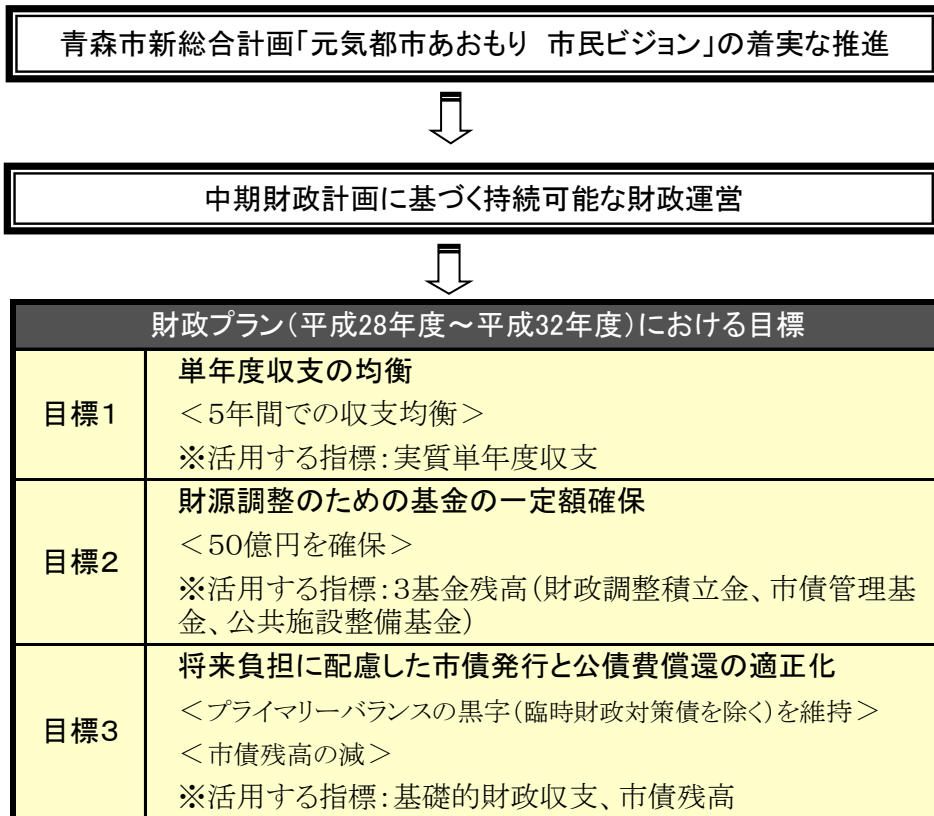 青森市新総合計画「元気都市あおもり　市民ビジョン」の着実な推進
中期財政計画に基づく持続可能な財政運営
財政プラン（平成28年度～平成32年度）における目標
目標１
単年度収支の均衡
＜5年間での収支均衡＞
※活用する指標：実質単年度収支
目標２
財源調整のための基金の一定額確保
＜50億円を確保＞
※活用する指標：3基金残高（財政調整積立金、市債管理基
金、公共施設整備基金）
目標３
将来負担に配慮した市債発行と公債費償還の適正化
＜プライマリーバランスの黒字（臨時財政対策債を除く）を維持＞
＜市債残高の減＞
※活用する指標：基礎的財政収支、市債残高